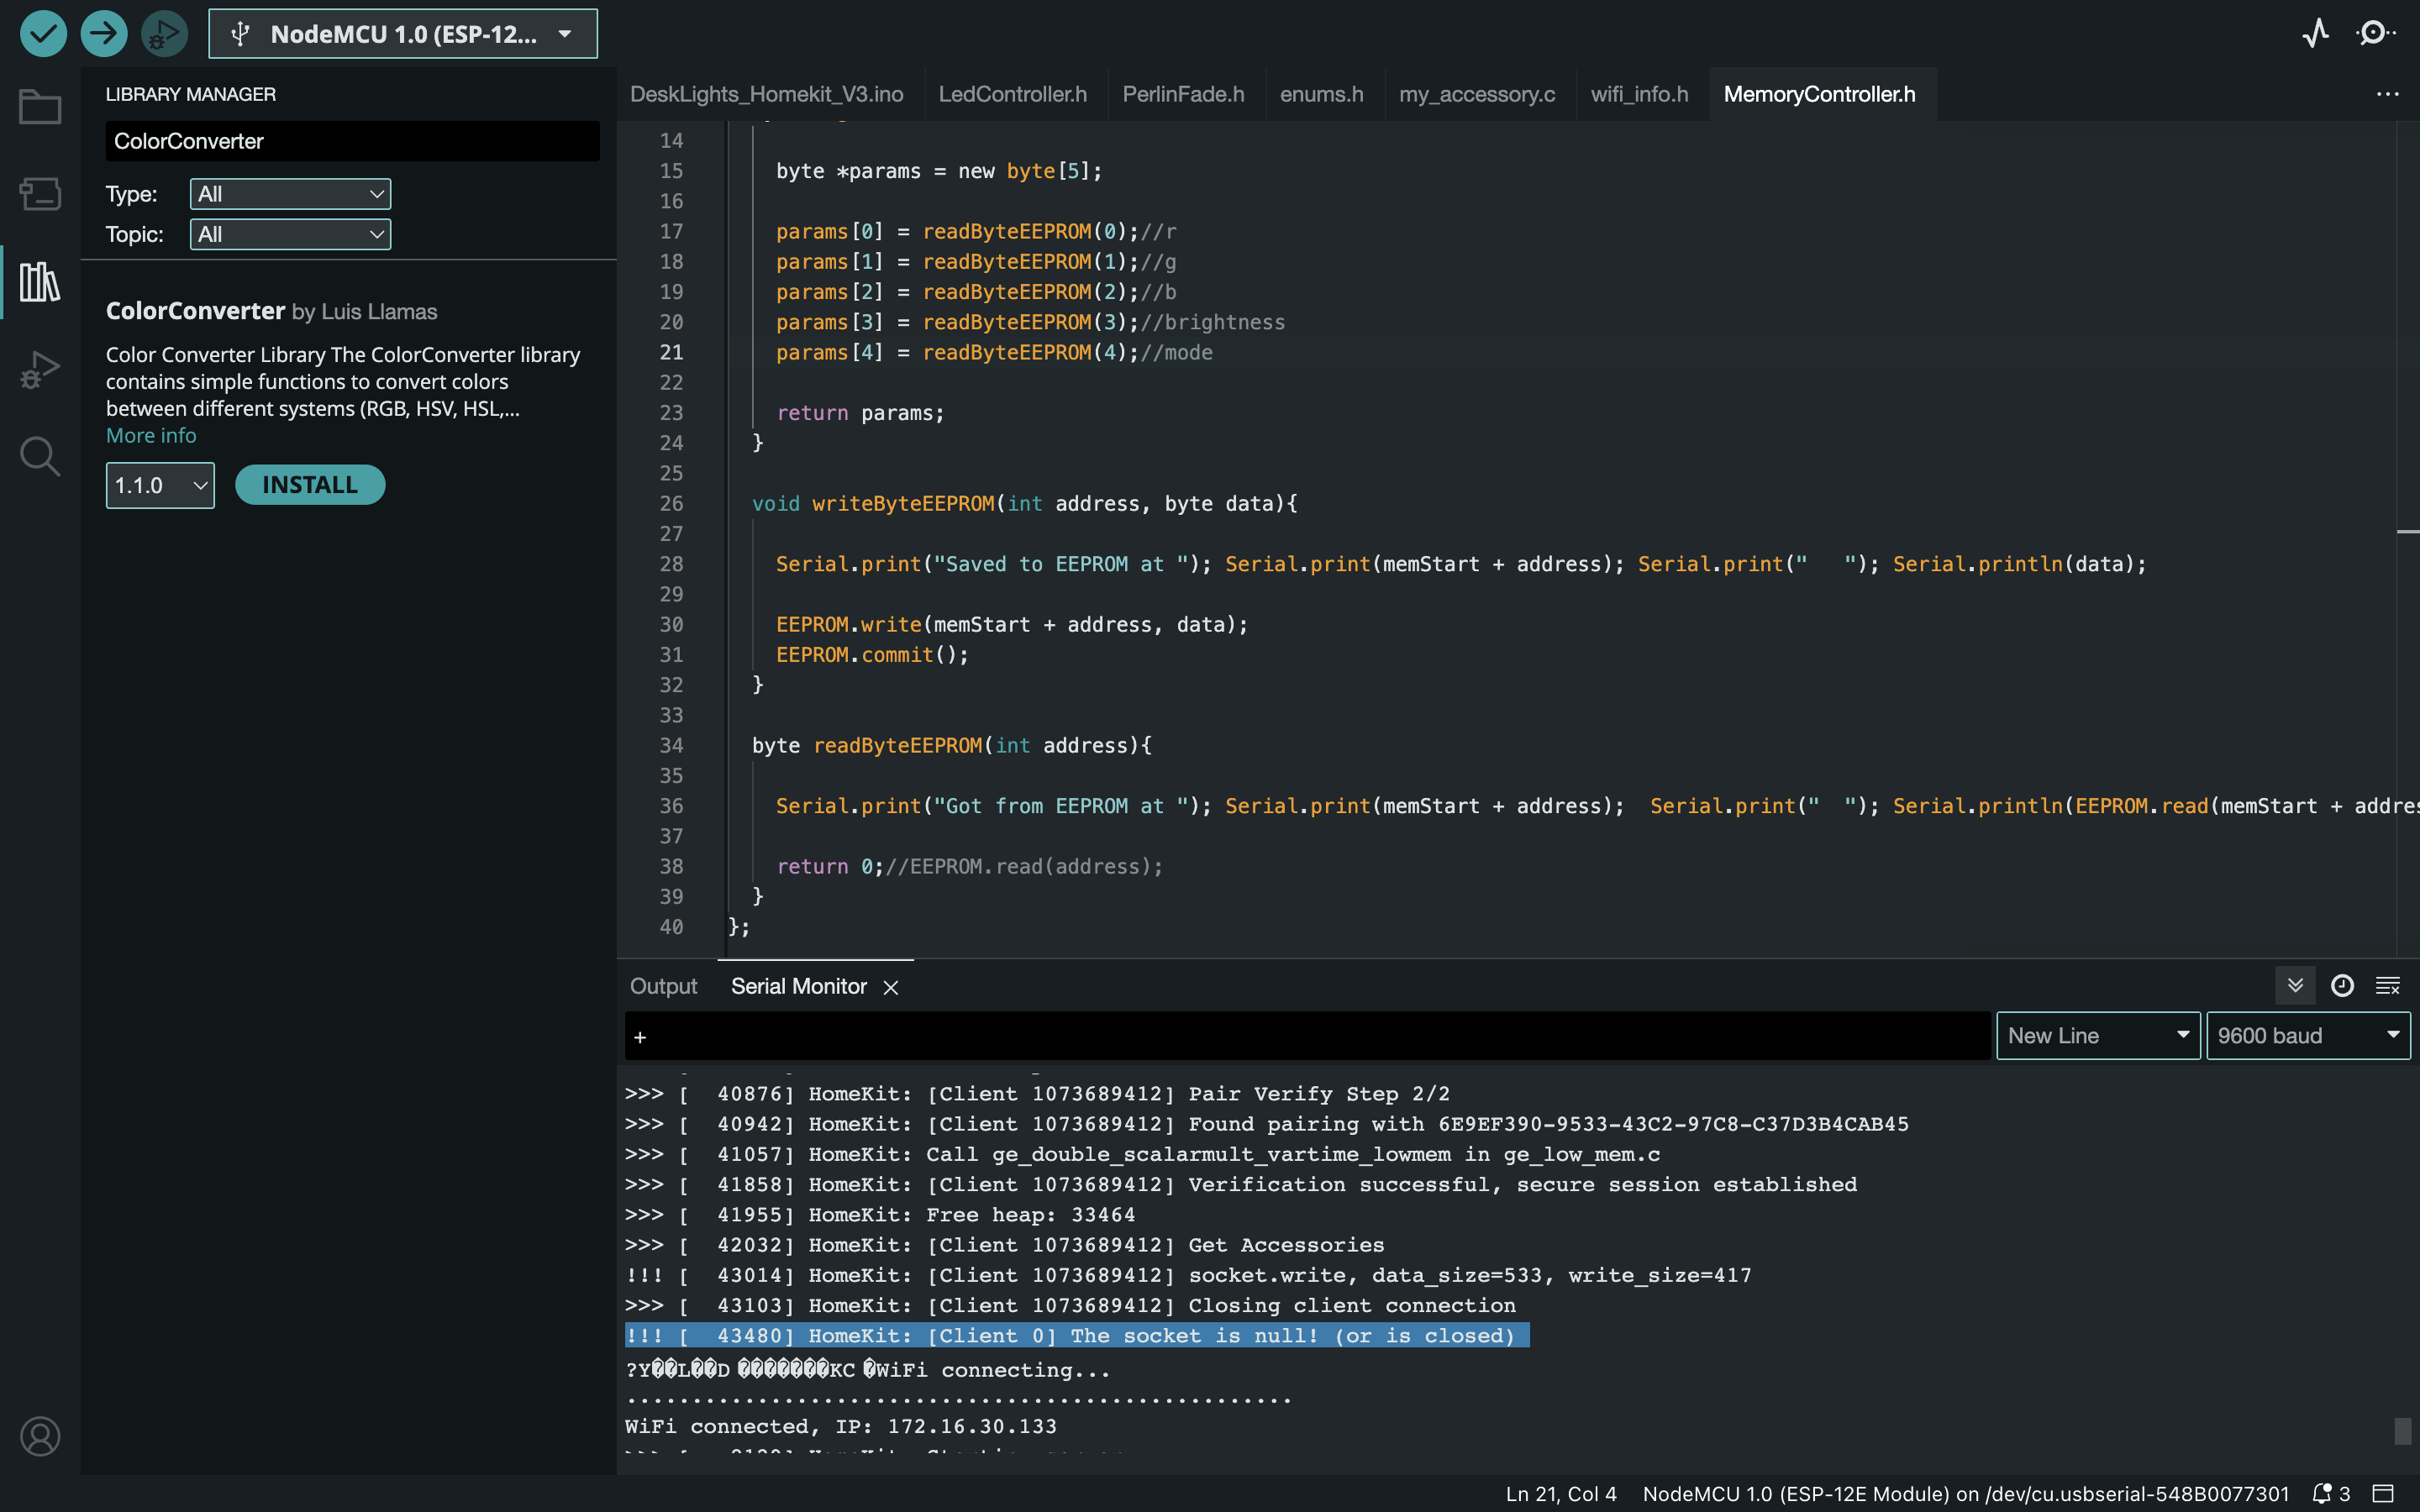 NodeMCU 1.0 (ESP-12...
LIBRARY MANAGER
ColorConverter
Type: All
Topic: All
ColorConverter by Luis Llamas
Color Converter Library The ColorConverter library
contains simple functions to convert colors
between different systems (RGB, HSV, HSL,...
More info
1.1.0 INSTALL
DeskLights_Homekit_V3.ino LedController.h PerlinFade.h enums.h my_accessory.c wifi_info.h MemoryController.h
14
15 byte *params = new byte[5];
16
17 params[0] = readByteEEPROM(0);//r
18 params[1] = readByteEEPROM(1);//g
19 params[2] = readByteEEPROM(2);//b
20 params[3] = readByteEEPROM(3);//brightness
21 params[4] = readByteEEPROM(4);//mode
22
23 return params;
24 }
25
26 void writeByteEEPROM(int address, byte data){
27
28 Serial.print("Saved to EEPROM at "); Serial.print(memStart + address); Serial.print("   "); Serial.println(data);
29
30 EEPROM.write(memStart + address, data);
31 EEPROM.commit();
32 }
33
34 byte readByteEEPROM(int address){
35
36 Serial.print("Got from EEPROM at "); Serial.print(memStart + address);  Serial.print("  "); Serial.println(EEPROM.read(memStart + addres
37
38 return 0;//EEPROM.read(address);
39 }
40 };
Output Serial Monitor
+ New Line 9600 baud
>>> [  40876] HomeKit: [Client 1073689412] Pair Verify Step 2/2
>>> [  40942] HomeKit: [Client 1073689412] Found pairing with 6E9EF390-9533-43C2-97C8-C37D3B4CAB45
>>> [  41057] HomeKit: Call ge_double_scalarmult_vartime_lowmem in ge_low_mem.c
>>> [  41858] HomeKit: [Client 1073689412] Verification successful, secure session established
>>> [  41955] HomeKit: Free heap: 33464
>>> [  42032] HomeKit: [Client 1073689412] Get Accessories
!!! [  43014] HomeKit: [Client 1073689412] socket.write, data_size=533, write_size=417
>>> [  43103] HomeKit: [Client 1073689412] Closing client connection
!!! [  43480] HomeKit: [Client 0] The socket is null! (or is closed)
?Y��L��D �������KC �WiFi connecting...
...................................................
WiFi connected, IP: 172.16.30.133
Ln 21, Col 4 NodeMCU 1.0 (ESP-12E Module) on /dev/cu.usbserial-548B0077301 3